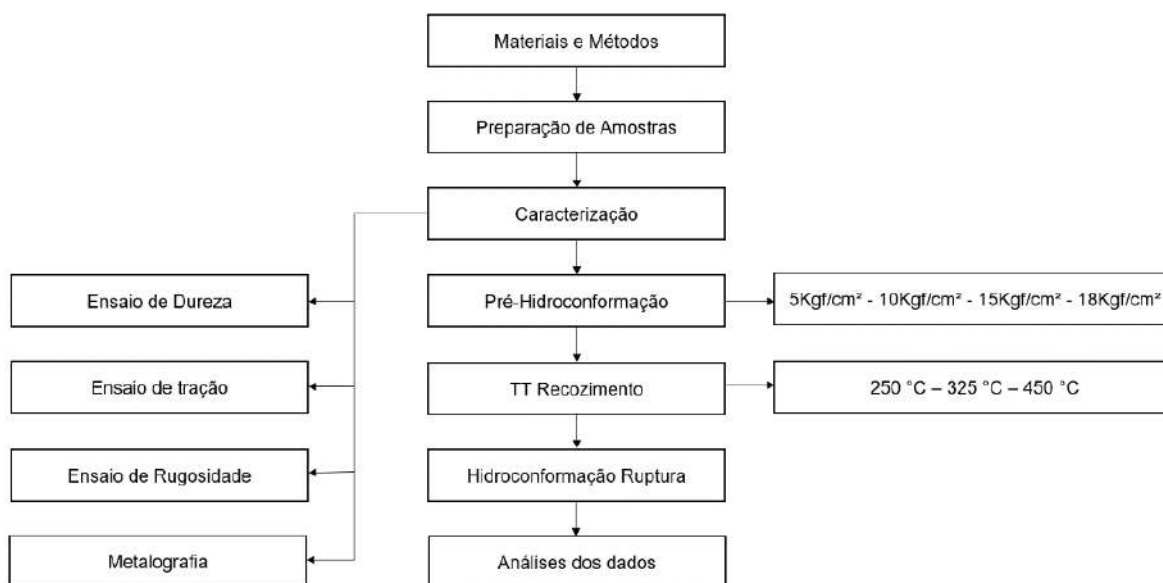 Materiais e Métodos
Preparação de Amostras
Caracterização
Ensaio de Dureza
Pré-Hidroconformação
5Kgf/cm² - 10Kgf/cm² - 15Kgf/cm² - 18Kgf/cm²
Ensaio de tração
TT Recozimento
250 °C – 325 °C – 450 °C
Ensaio de Rugosidade
Hidroconformação Ruptura
Metalografia
Análises dos dados